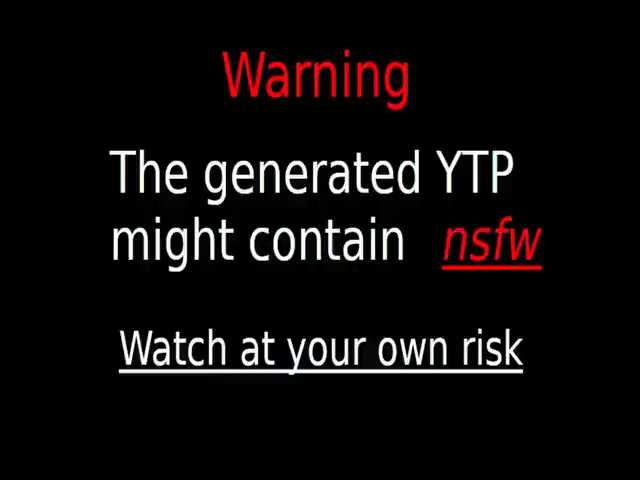 Warning
The generated YTP
might contain nsfw
Watch at your own risk